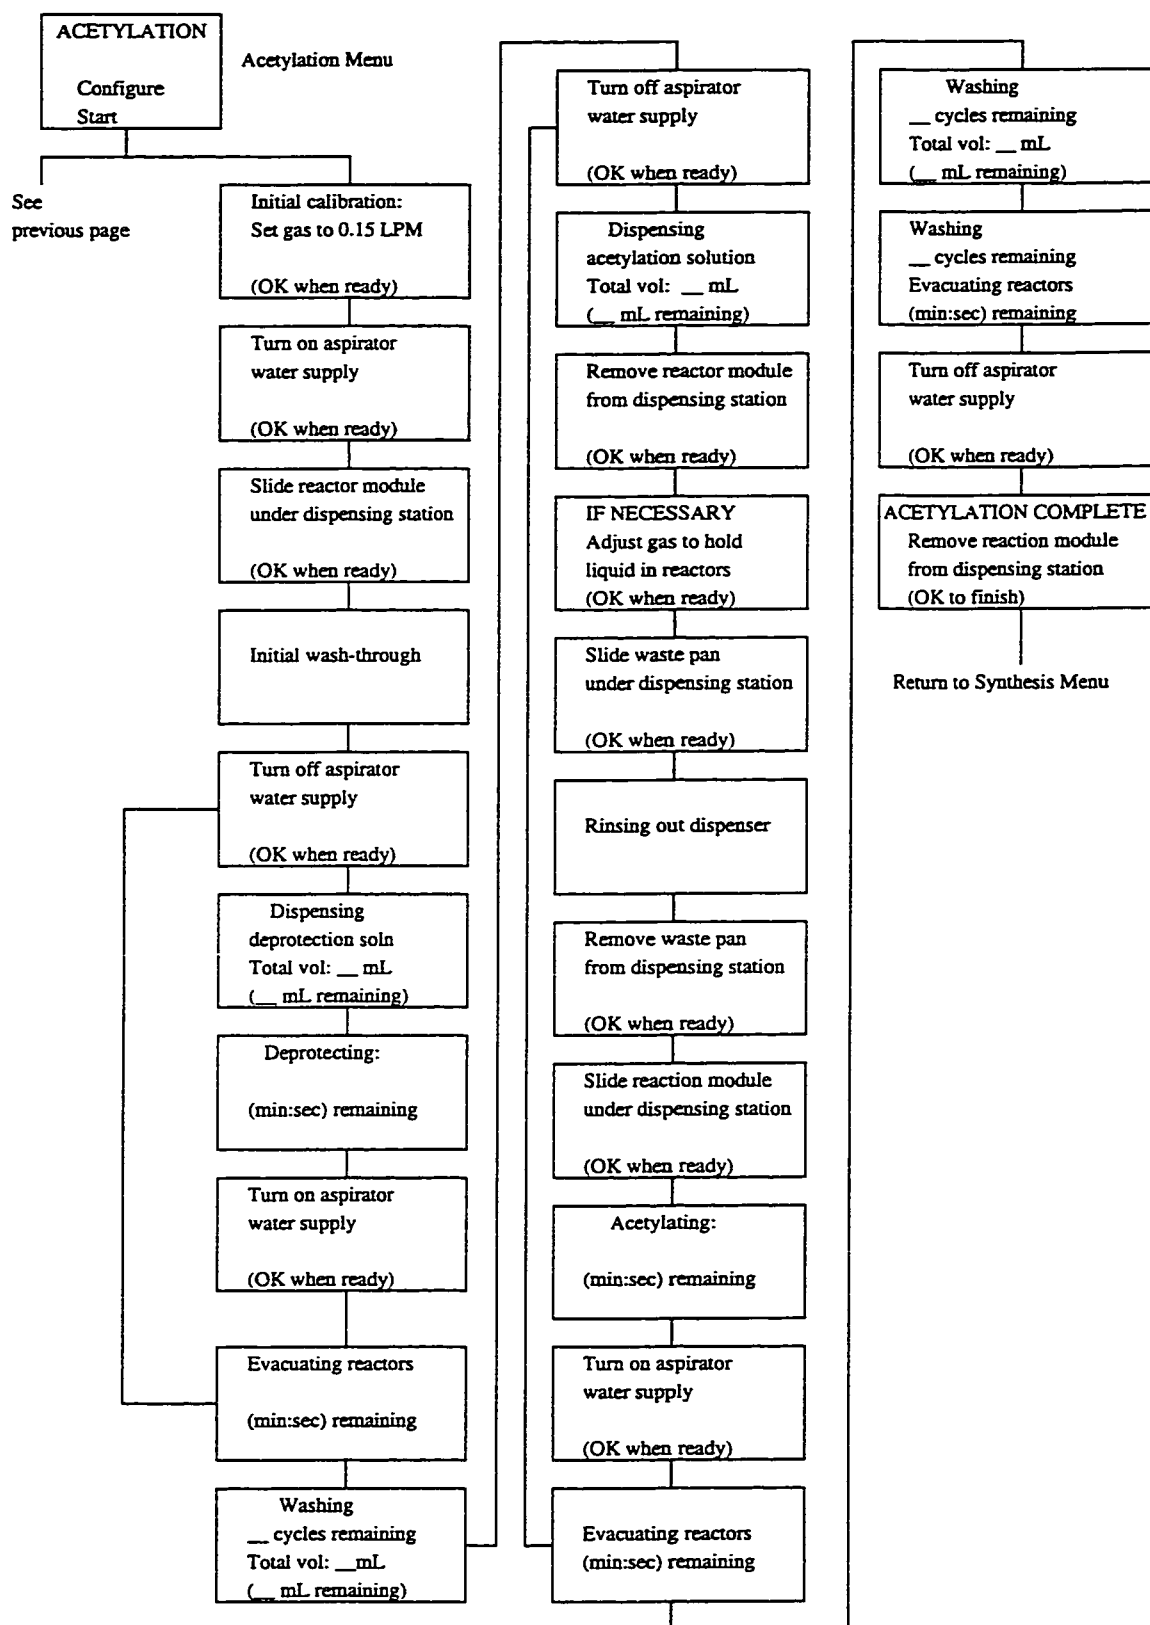 ACETYLATION
Configure
Start
Acetylation Menu
See
previous page
Initial calibration:
Set gas to 0.15 LPM
(OK when ready)
Turn on aspirator
water supply
(OK when ready)
Slide reactor module
under dispensing station
(OK when ready)
Initial wash-through
Turn off aspirator
water supply
(OK when ready)
Dispensing
deprotection soln
Total vol: __ mL
(__ mL remaining)
Deprotecting:
(min:sec) remaining
Turn on aspirator
water supply
(OK when ready)
Evacuating reactors
(min:sec) remaining
Washing
__ cycles remaining
Total vol: __mL
(__ mL remaining)
Turn off aspirator
water supply
(OK when ready)
Dispensing
acetylation solution
Total vol: __ mL
(__ mL remaining)
Remove reactor module
from dispensing station
(OK when ready)
IF NECESSARY
Adjust gas to hold
liquid in reactors
(OK when ready)
Slide waste pan
under dispensing station
(OK when ready)
Rinsing out dispenser
Remove waste pan
from dispensing station
(OK when ready)
Slide reaction module
under dispensing station
(OK when ready)
Acetylating:
(min:sec) remaining
Turn on aspirator
water supply
(OK when ready)
Evacuating reactors
(min:sec) remaining
Washing
__ cycles remaining
Total vol: __ mL
(__ mL remaining)
Washing
__ cycles remaining
Evacuating reactors
(min:sec) remaining
Turn off aspirator
water supply
(OK when ready)
ACETYLATION COMPLETE
Remove reaction module
from dispensing station
(OK to finish)
Return to Synthesis Menu